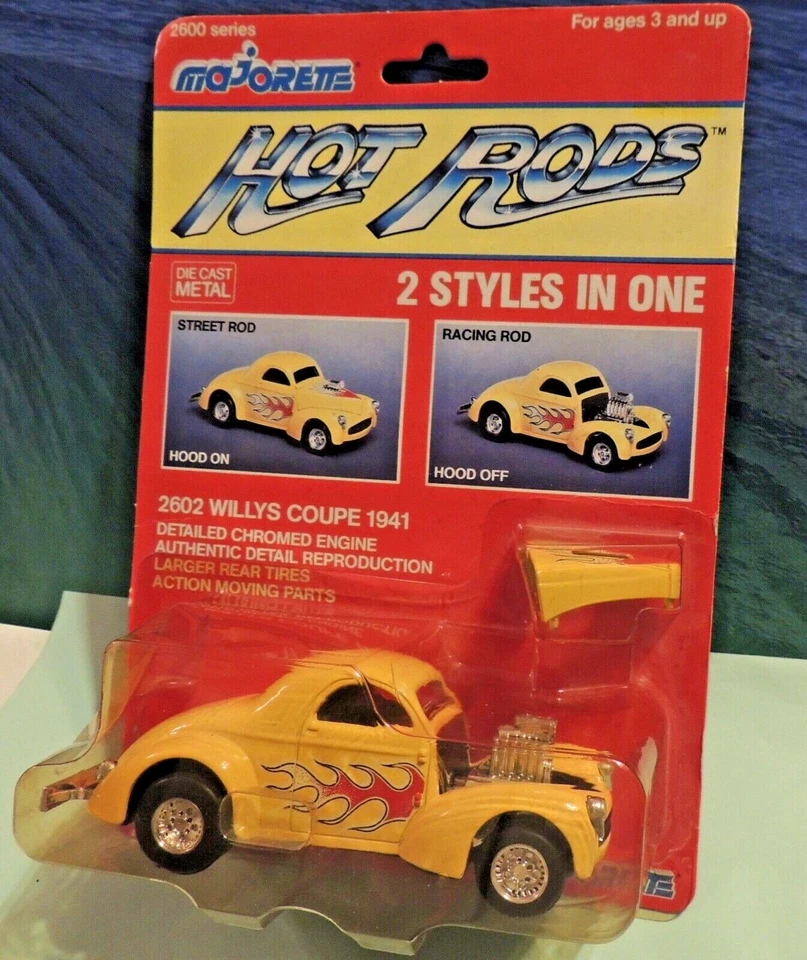 2600 series
For ages 3 and up
MAJORETTE
HOT RODS™
DIE CAST
METAL
2 STYLES IN ONE
STREET ROD
HOOD ON
RACING ROD
HOOD OFF
2602 WILLYS COUPE 1941
DETAILED CHROMED ENGINE
AUTHENTIC DETAIL REPRODUCTION
LARGER REAR TIRES
ACTION MOVING PARTS